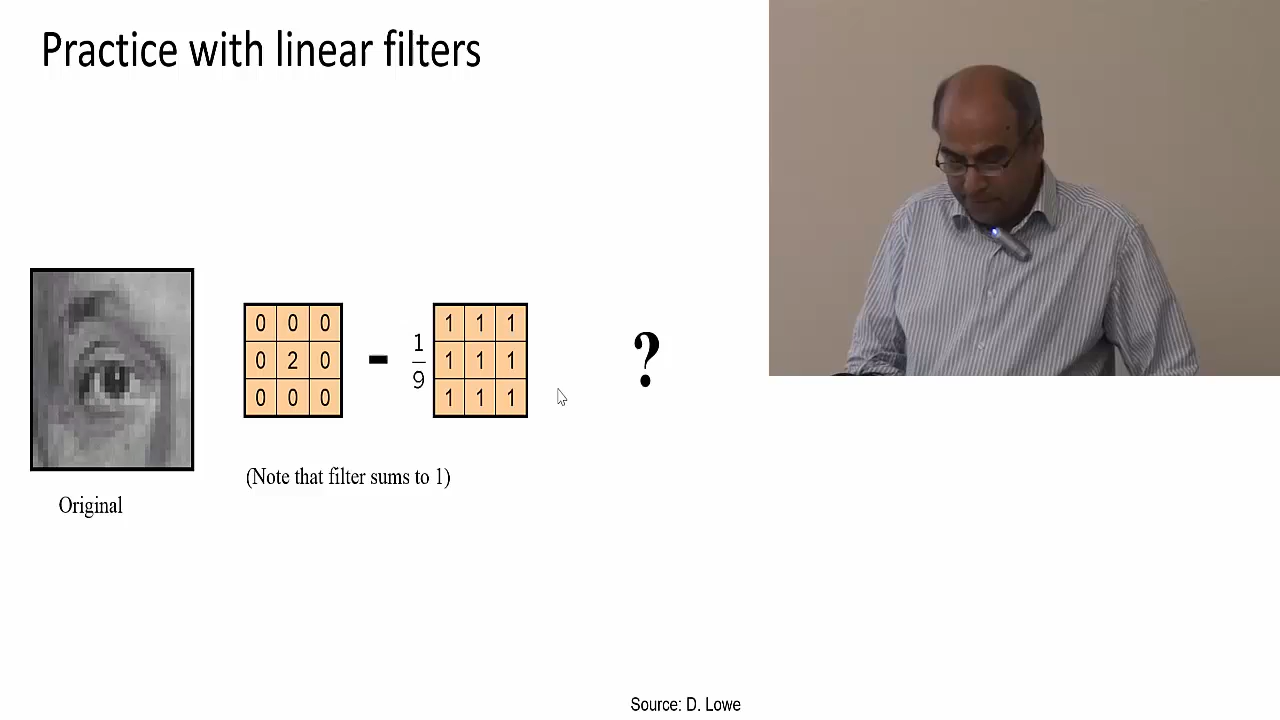 Practice with linear filters
0 0 0
0 2 0
0 0 0
-
1
9
1 1 1
1 1 1
1 1 1
?
(Note that filter sums to 1)
Original
Source: D. Lowe